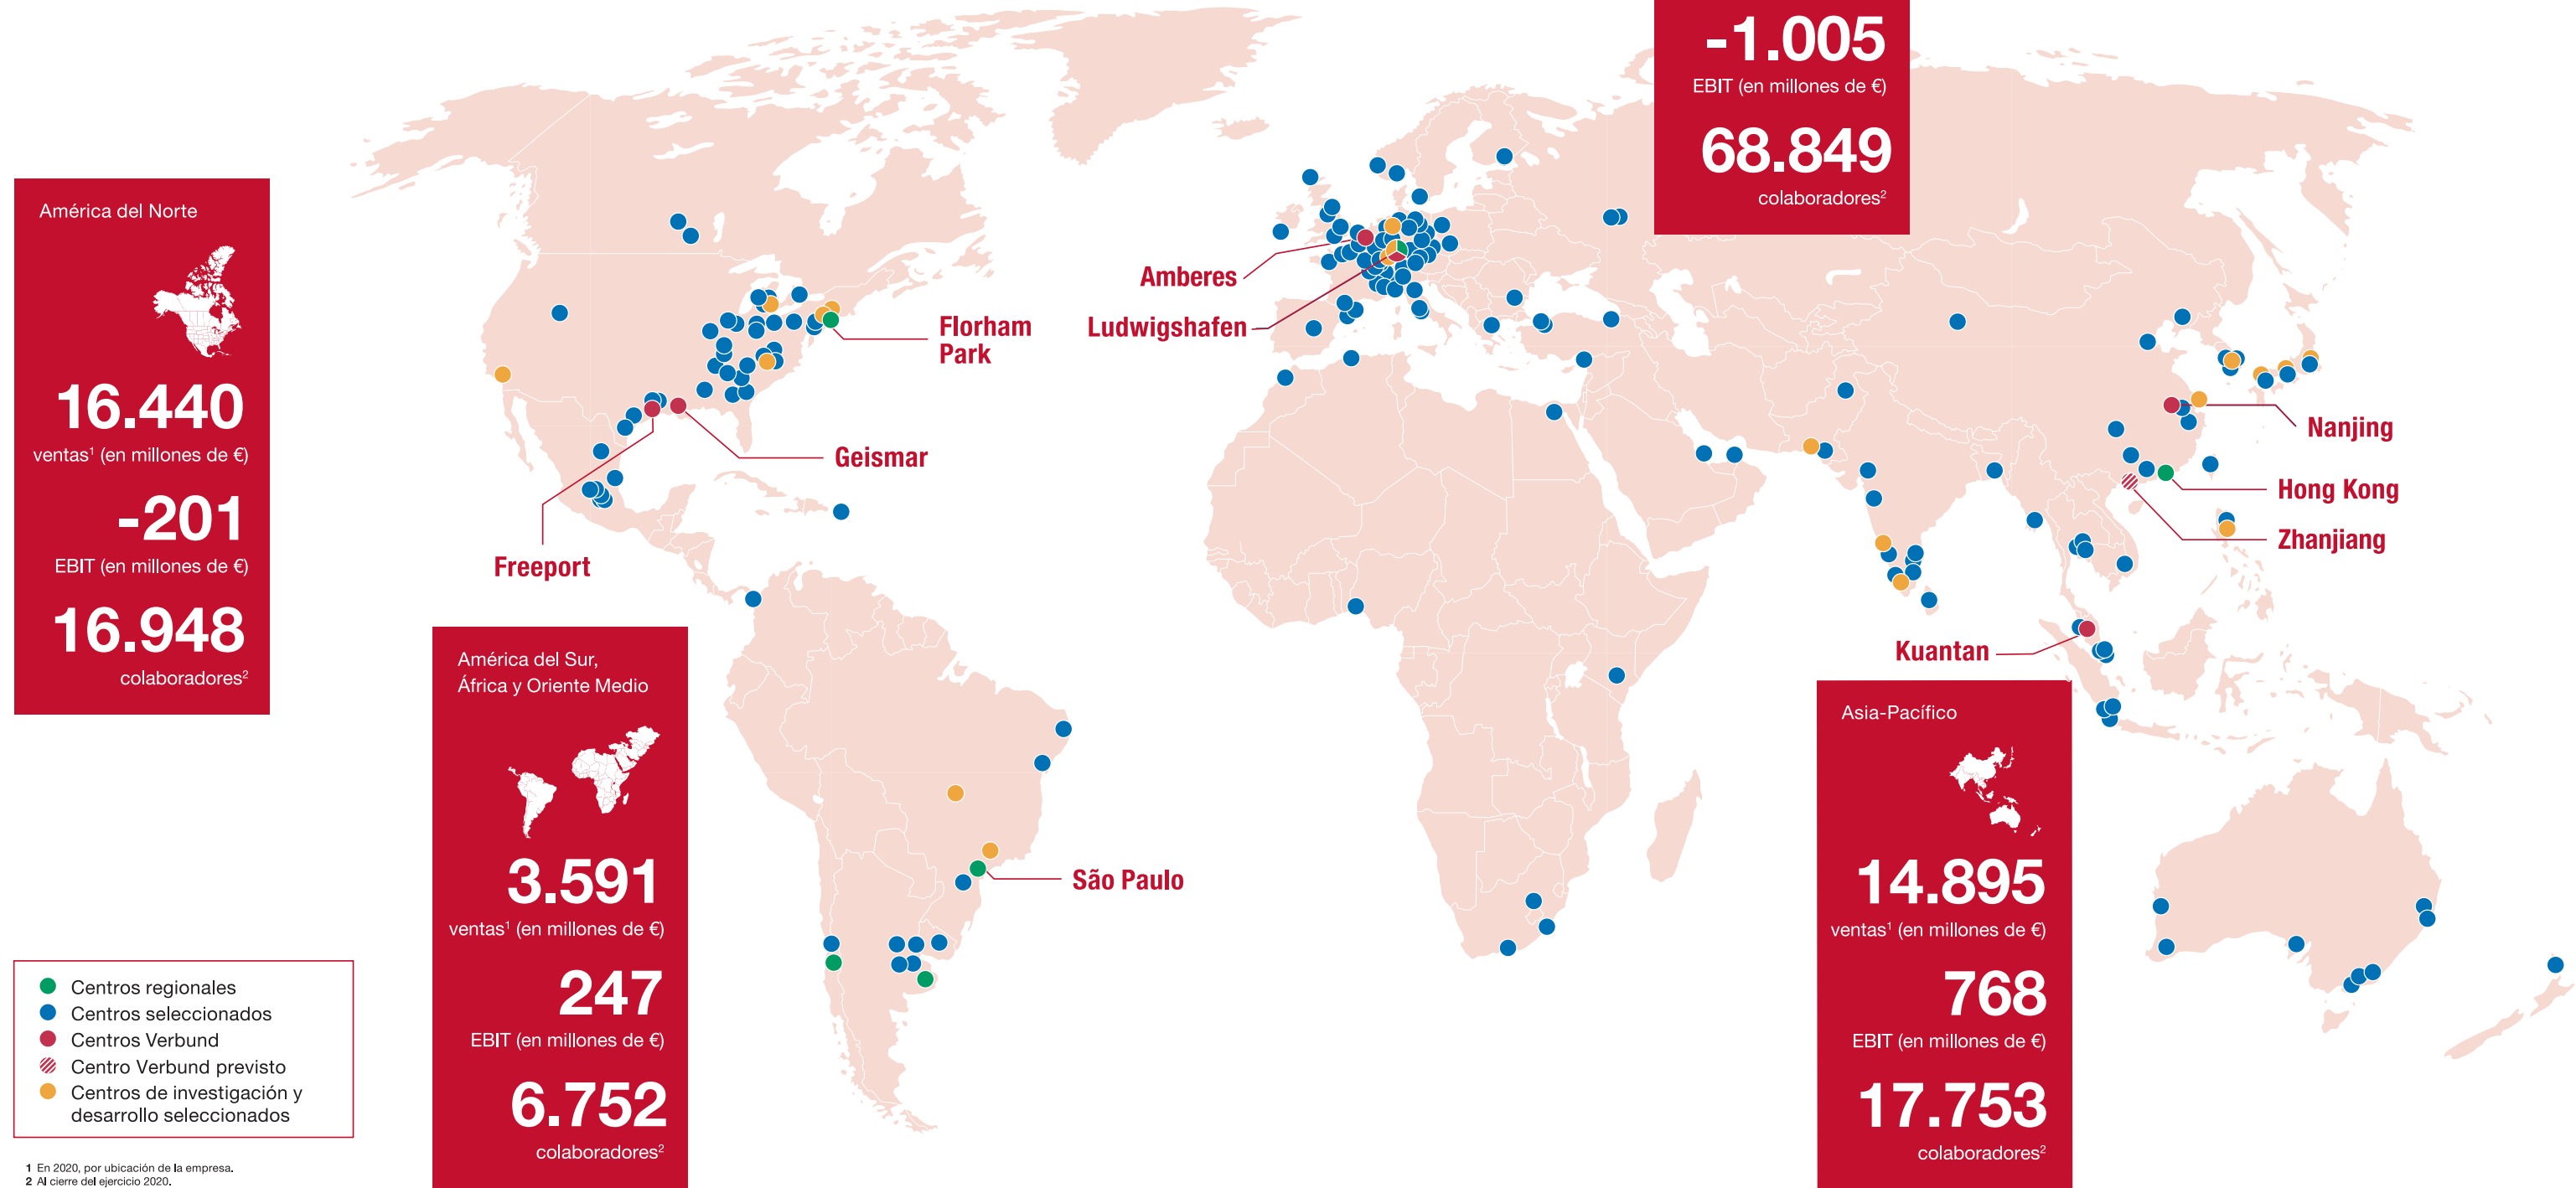 -1.005
EBIT (en millones de €)
68.849
colaboradores²
América del Norte
16.440
ventas¹ (en millones de €)
-201
EBIT (en millones de €)
16.948
colaboradores²
Florham
Park
Geismar
Freeport
Amberes
Ludwigshafen
Nanjing
Hong Kong
Zhanjiang
Kuantan
São Paulo
América del Sur,
África y Oriente Medio
3.591
ventas¹ (en millones de €)
247
EBIT (en millones de €)
6.752
colaboradores²
Asia-Pacífico
14.895
ventas¹ (en millones de €)
768
EBIT (en millones de €)
17.753
colaboradores²
Centros regionales
Centros seleccionados
Centros Verbund
Centro Verbund previsto
Centros de investigación y
desarrollo seleccionados
1 En 2020, por ubicación de la empresa.
2 Al cierre del ejercicio 2020.